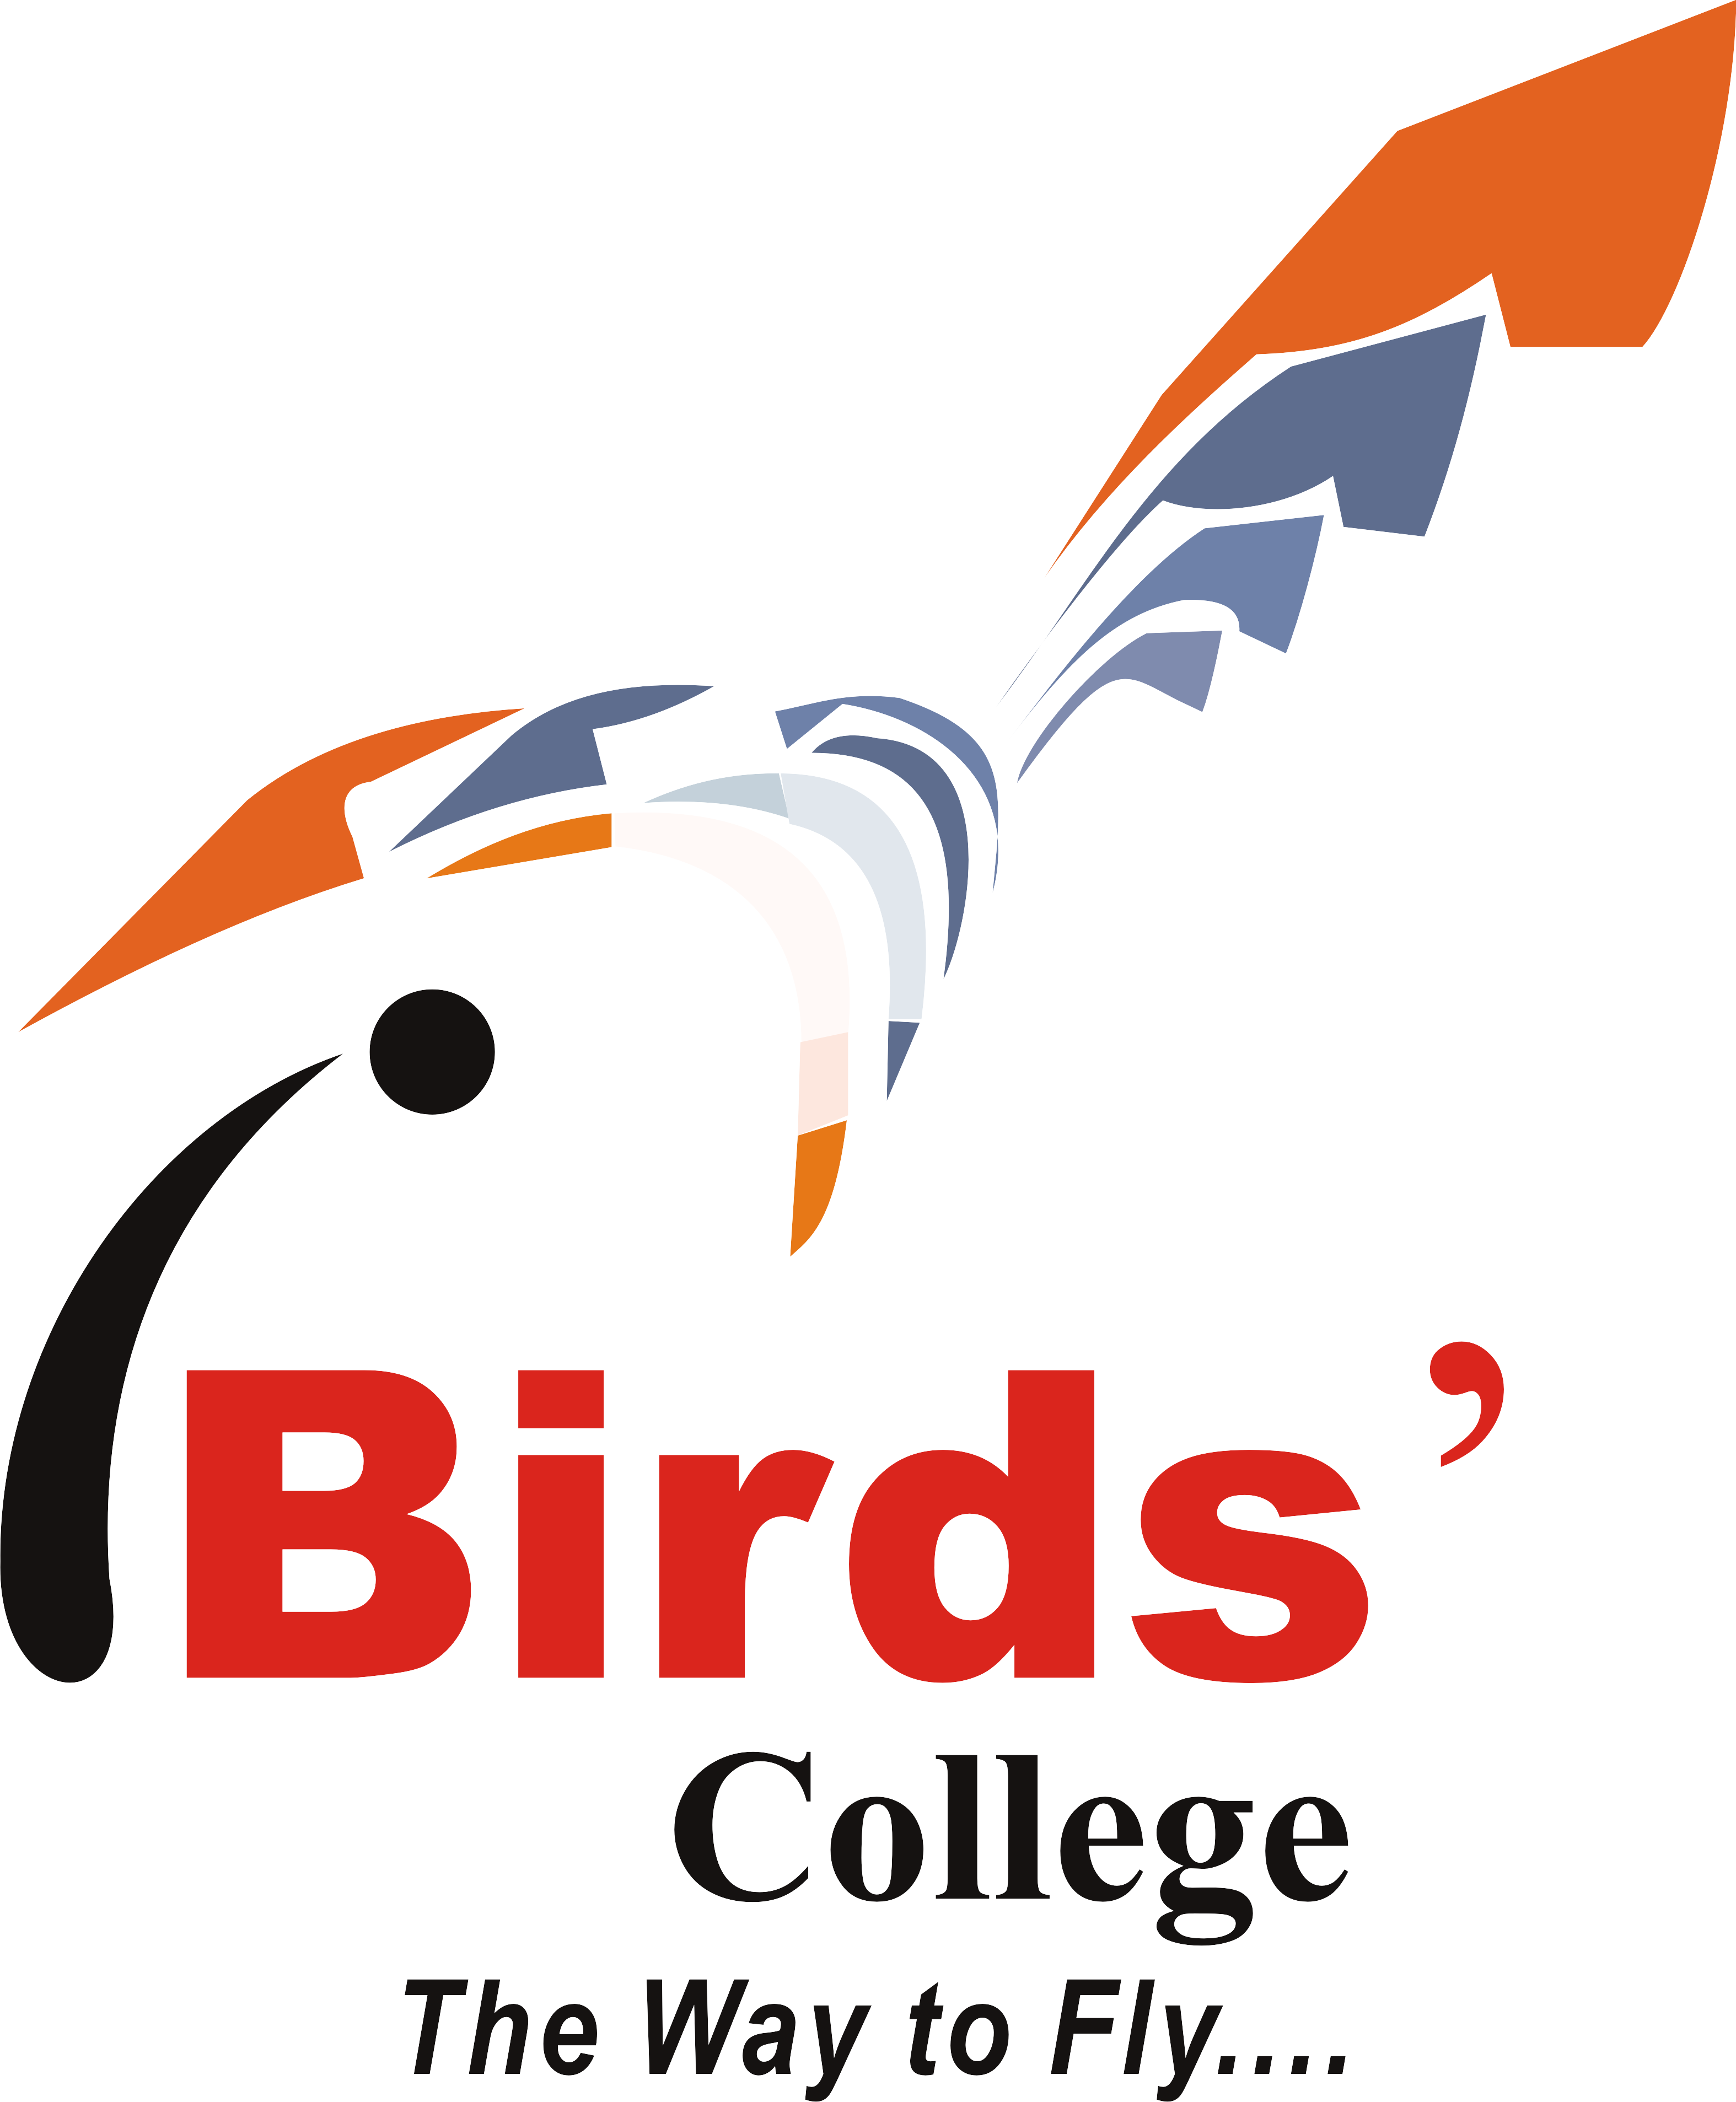 Birds’
College
The Way to Fly....